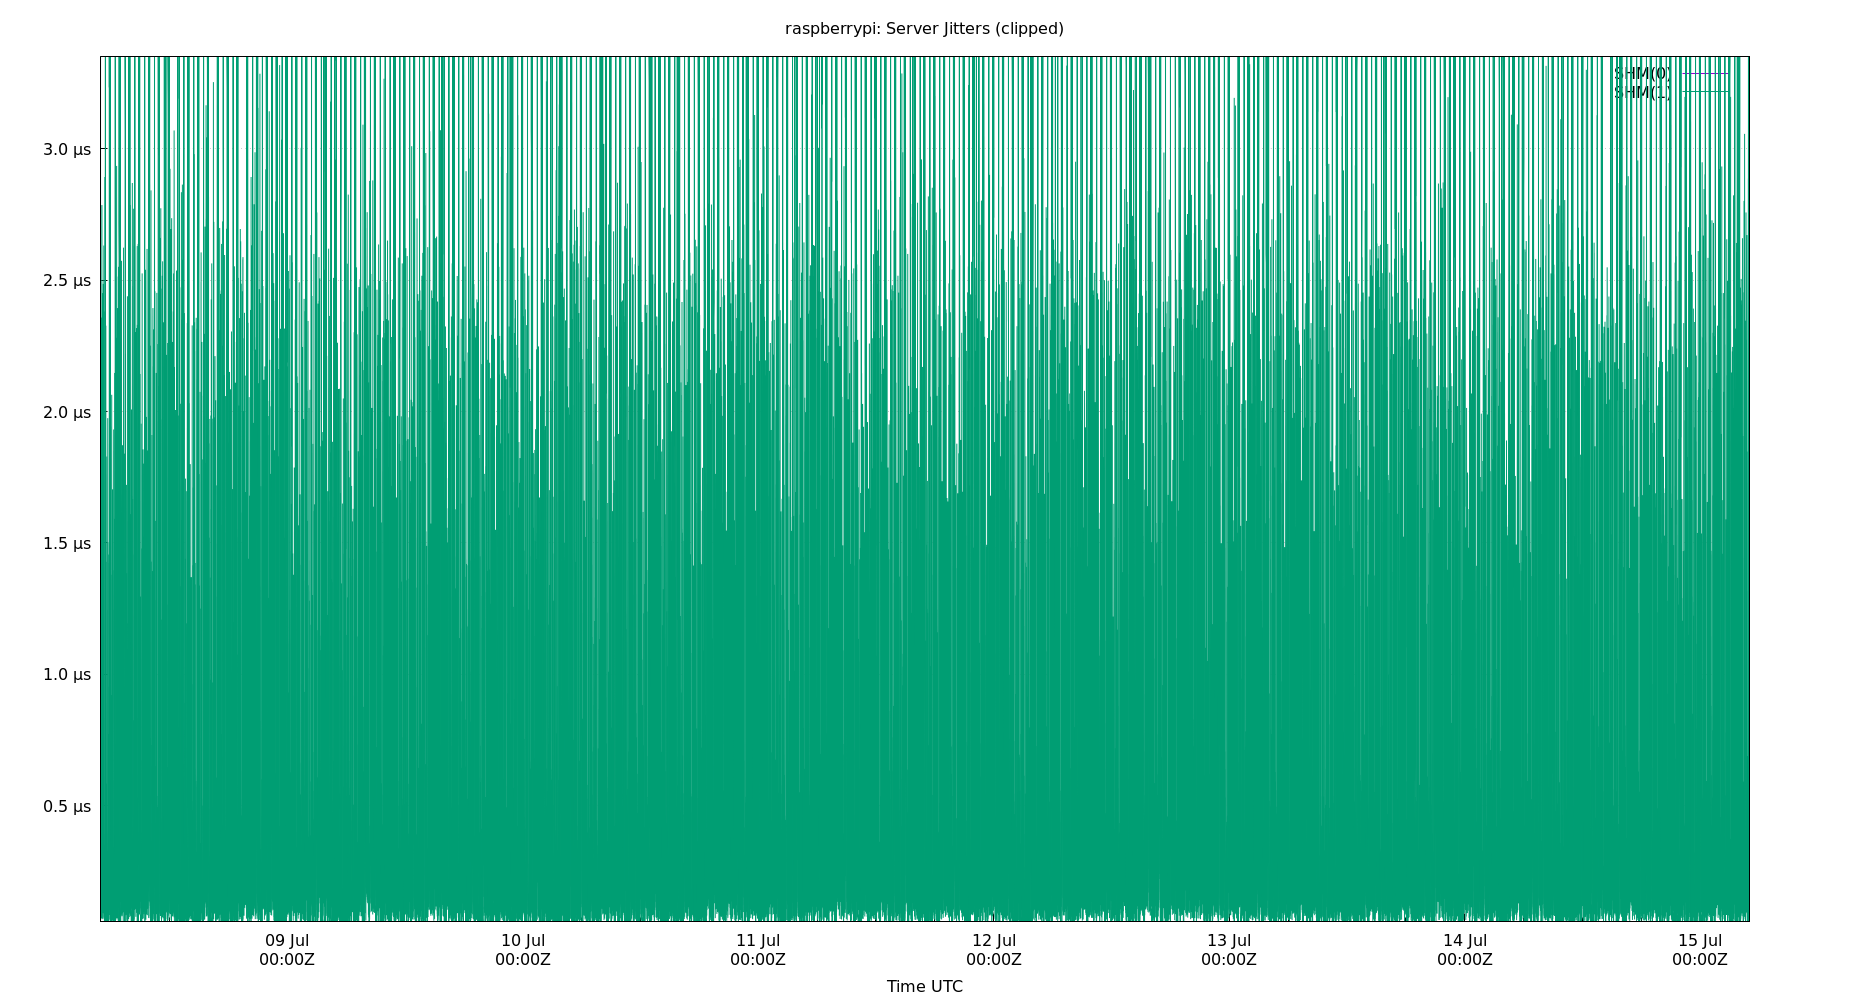 raspberrypi: Server Jitters (clipped)
SHM(0)
SHM(1)
3.0 µs
2.5 µs
2.0 µs
1.5 µs
1.0 µs
0.5 µs
09 Jul 10 Jul 11 Jul 12 Jul 13 Jul 14 Jul 15 Jul
00:00Z 00:00Z 00:00Z 00:00Z 00:00Z 00:00Z 00:00Z
Time UTC